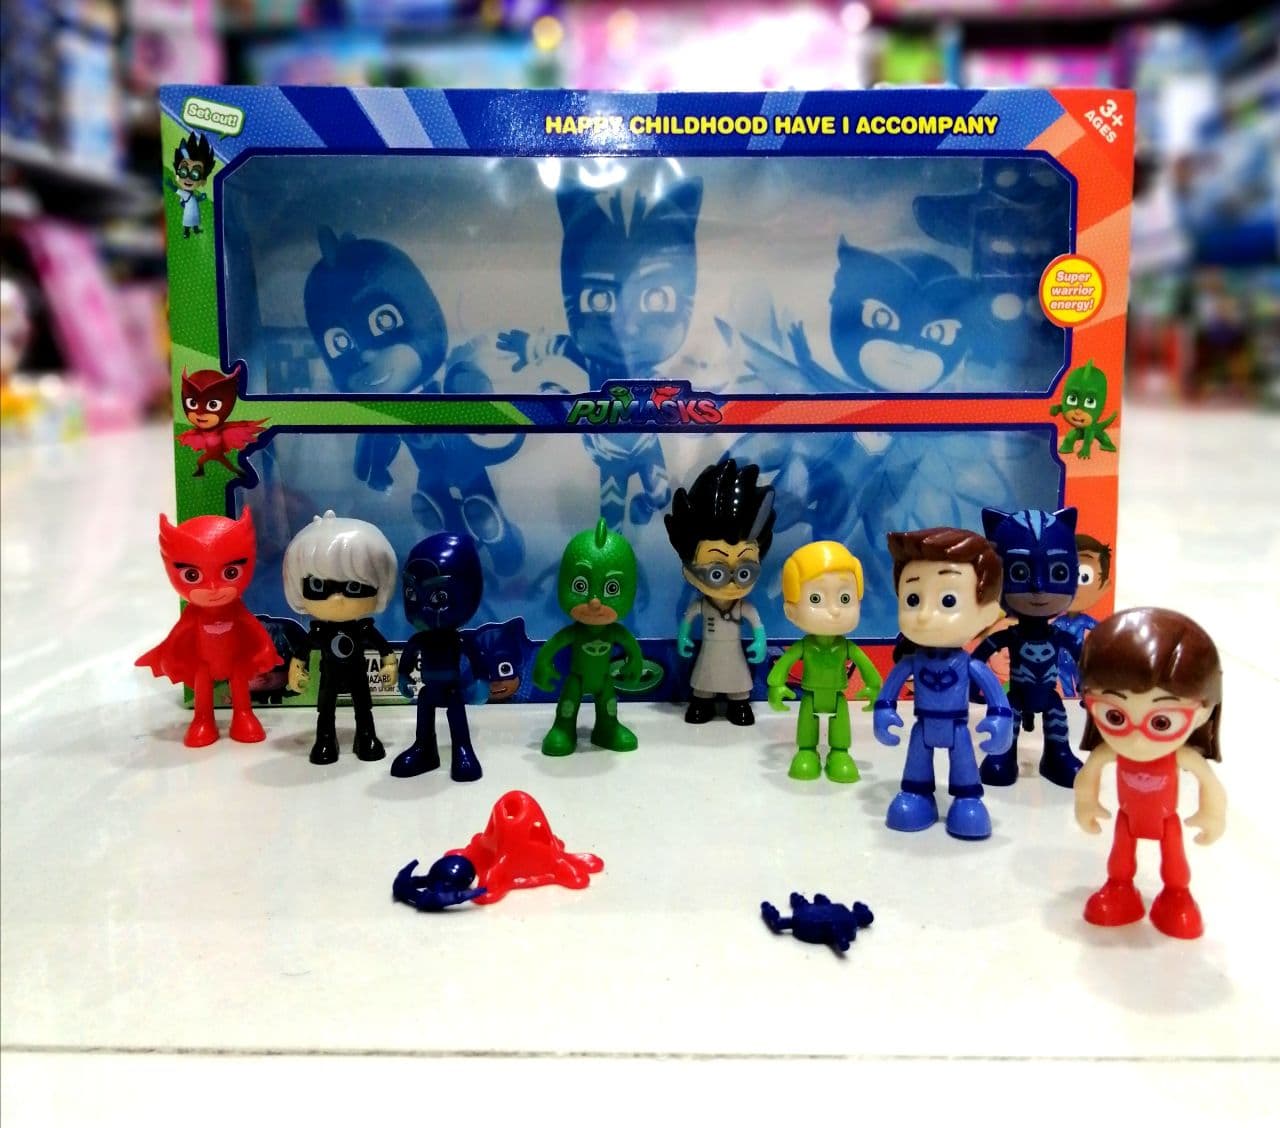 Set out!
HAPPY CHILDHOOD HAVE I ACCOMPANY
3+
AGES
Super
warrior
energy!
PJMASKS